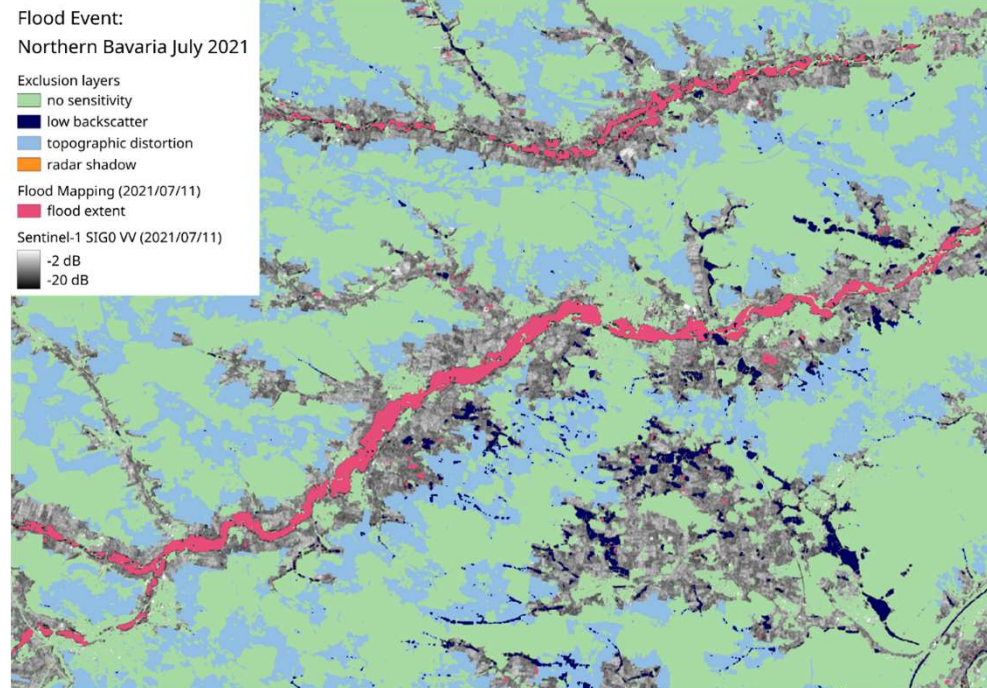 Flood Event:
Northern Bavaria July 2021
Exclusion layers
no sensitivity
low backscatter
topographic distortion
radar shadow
Flood Mapping (2021/07/11)
flood extent
Sentinel-1 SIG0 VV (2021/07/11)
-2 dB
-20 dB